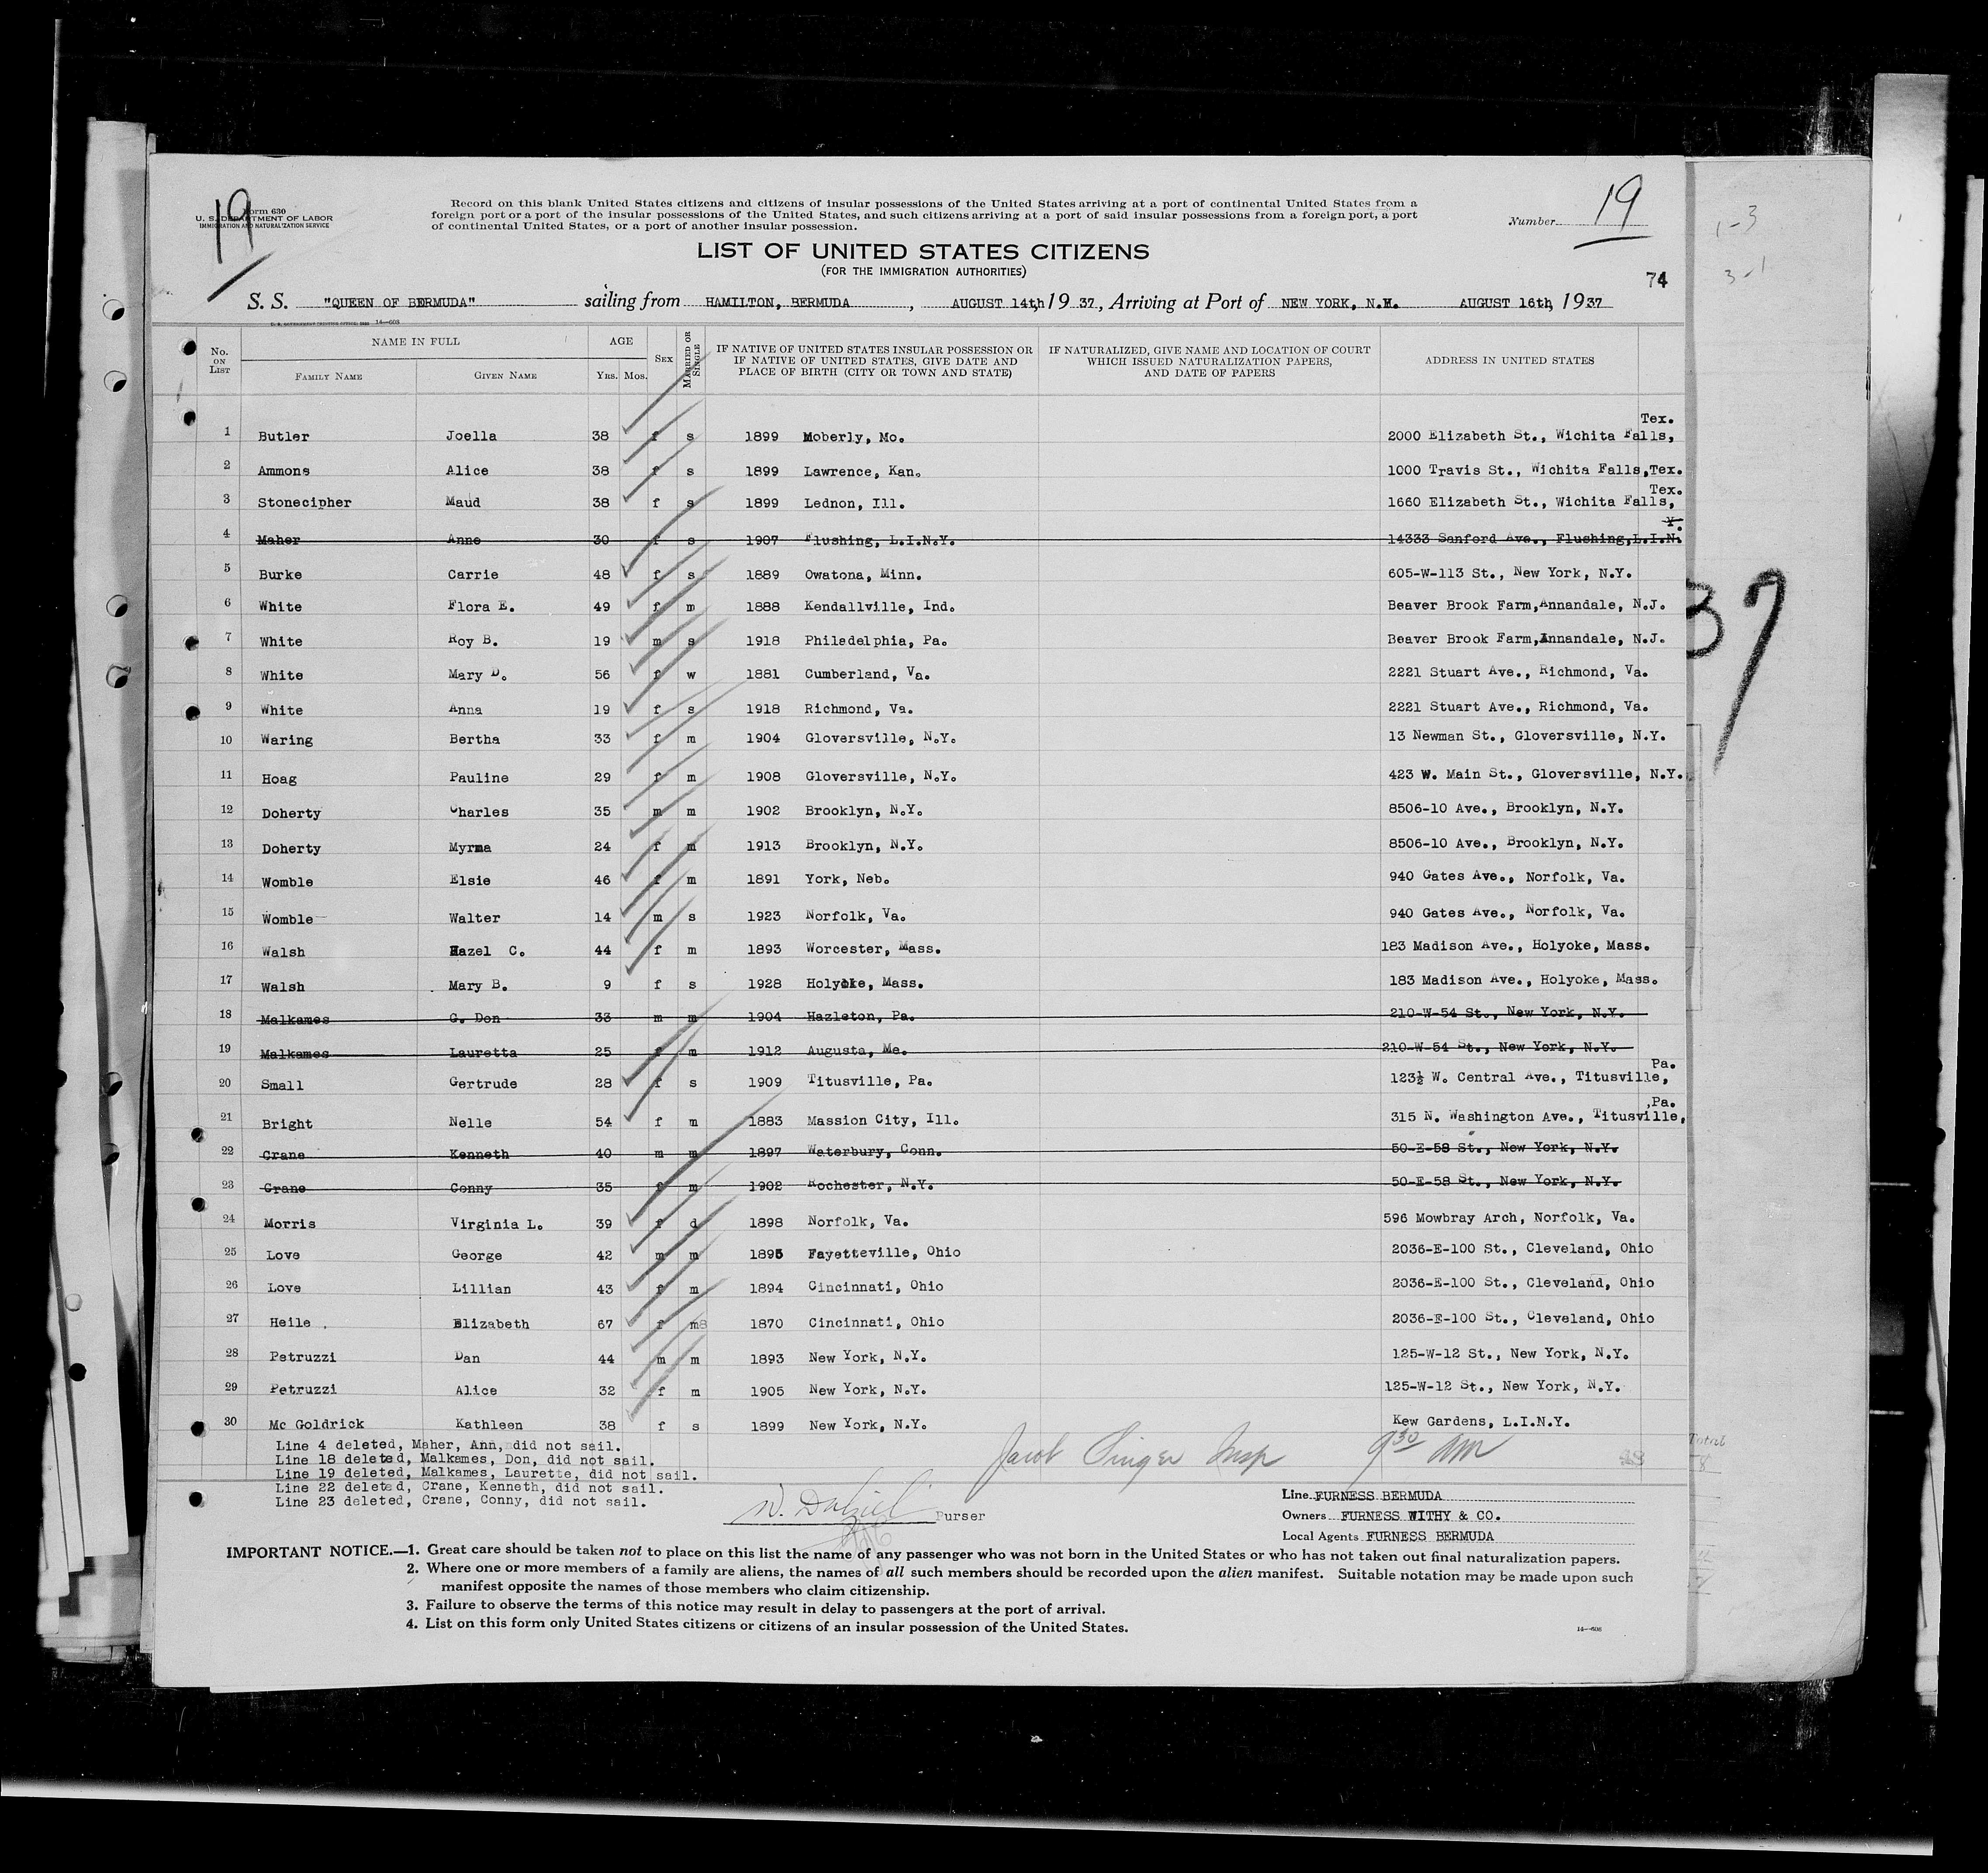 19
Form 630
U. S. DEPARTMENT OF LABOR
IMMIGRATION AND NATURALIZATION SERVICE
Record on this blank United States citizens and citizens of insular possessions of the United States arriving at a port of continental United States from a
foreign port or a port of the insular possessions of the United States, and such citizens arriving at a port of said insular possessions from a foreign port, a port
of continental United States, or a port of another insular possession.
Number 19
LIST OF UNITED STATES CITIZENS
(FOR THE IMMIGRATION AUTHORITIES)
74
S. S. "QUEEN OF BERMUDA" sailing from HAMILTON, BERMUDA, AUGUST 14th, 1937, Arriving at Port of NEW YORK, N.Y. AUGUST 16th, 1937
No. ON LIST NAME IN FULL FAMILY NAME GIVEN NAME AGE YRS. MOS. SEX MARRIED OR SINGLE IF NATIVE OF UNITED STATES INSULAR POSSESSION OR IF NATIVE OF UNITED STATES, GIVE DATE AND PLACE OF BIRTH (CITY OR TOWN AND STATE) IF NATURALIZED, GIVE NAME AND LOCATION OF COURT WHICH ISSUED NATURALIZATION PAPERS, AND DATE OF PAPERS ADDRESS IN UNITED STATES
1 Butler Joella 38 f s 1899 Moberly, Mo. 2000 Elizabeth St., Wichita Falls, Tex.
2 Ammons Alice 38 f s 1899 Lawrence, Kan. 1000 Travis St., Wichita Falls, Tex.
3 Stonecipher Maud 38 f s 1899 Lednon, Ill. 1660 Elizabeth St., Wichita Falls, Tex.
4 Maher Anne 30 f s 1907 Flushing, L.I.N.Y. 14333 Sanford Ave., Flushing, L.I.N.Y.
5 Burke Carrie 48 f s 1889 Owatona, Minn. 605-W-113 St., New York, N.Y.
6 White Flora E. 49 f m 1888 Kendallville, Ind. Beaver Brook Farm, Annandale, N.J.
7 White Roy B. 19 m s 1918 Philadelphia, Pa. Beaver Brook Farm, Annandale, N.J.
8 White Mary D. 56 f w 1881 Cumberland, Va. 2221 Stuart Ave., Richmond, Va.
9 White Anna 19 f s 1918 Richmond, Va. 2221 Stuart Ave., Richmond, Va.
10 Waring Bertha 33 f m 1904 Gloversville, N.Y. 13 Newman St., Gloversville, N.Y.
11 Hoag Pauline 29 f m 1908 Gloversville, N.Y. 423 W. Main St., Gloversville, N.Y.
12 Doherty Charles 35 m m 1902 Brooklyn, N.Y. 8506-10 Ave., Brooklyn, N.Y.
13 Doherty Myrma 24 f m 1913 Brooklyn, N.Y. 8506-10 Ave., Brooklyn, N.Y.
14 Womble Elsie 46 f m 1891 York, Neb. 940 Gates Ave., Norfolk, Va.
15 Womble Walter 14 m s 1923 Norfolk, Va. 940 Gates Ave., Norfolk, Va.
16 Walsh Hazel C. 44 f m 1893 Worcester, Mass. 183 Madison Ave., Holyoke, Mass.
17 Walsh Mary B. 9 f s 1928 Holyoke, Mass. 183 Madison Ave., Holyoke, Mass.
18 Malkames G. Don 33 m m 1904 Hazleton, Pa. 210-W-54 St., New York, N.Y.
19 Malkames Lauretta 25 f m 1912 Augusta, Me. 210-W-54 St., New York, N.Y.
20 Small Gertrude 28 f s 1909 Titusville, Pa. 123½ W. Central Ave., Titusville, Pa.
21 Bright Nelle 54 f m 1883 Massion City, Ill. 315 N. Washington Ave., Titusville, Pa.
22 Crane Kenneth 40 m m 1897 Waterbury, Conn. 50-E-58 St., New York, N.Y.
23 Crane Conny 35 f m 1902 Rochester, N.Y. 50-E-58 St., New York, N.Y.
24 Morris Virginia L. 39 f d 1898 Norfolk, Va. 596 Mowbray Arch, Norfolk, Va.
25 Love George 42 m m 1895 Fayetteville, Ohio 2036-E-100 St., Cleveland, Ohio
26 Love Lillian 43 f m 1894 Cincinnati, Ohio 2036-E-100 St., Cleveland, Ohio
27 Heile Elizabeth 67 f m 1870 Cincinnati, Ohio 2036-E-100 St., Cleveland, Ohio
28 Petruzzi Dan 44 m m 1893 New York, N.Y. 125-W-12 St., New York, N.Y.
29 Petruzzi Alice 32 f m 1905 New York, N.Y. 125-W-12 St., New York, N.Y.
30 Mc Goldrick Kathleen 38 f s 1899 New York, N.Y. Kew Gardens, L.I.N.Y.
Line 4 deleted, Maher, Ann, did not sail.
Line 18 deleted, Malkames, Don, did not sail.
Line 19 deleted, Malkames, Laurette, did not sail.
Line 22 deleted, Crane, Kenneth, did not sail.
Line 23 deleted, Crane, Conny, did not sail.
Jacob Singer Insp 9 30 AM
W. Dalziel Purser
Line FURNESS BERMUDA
Owners FURNESS WITHY & CO.
Local Agents FURNESS BERMUDA
IMPORTANT NOTICE.—1. Great care should be taken not to place on this list the name of any passenger who was not born in the United States or who has not taken out final naturalization papers.
2. Where one or more members of a family are aliens, the names of all such members should be recorded upon the alien manifest. Suitable notation may be made upon such
manifest opposite the names of those members who claim citizenship.
3. Failure to observe the terms of this notice may result in delay to passengers at the port of arrival.
4. List on this form only United States citizens or citizens of an insular possession of the United States.
14—608
37
1-3
3-1
Total